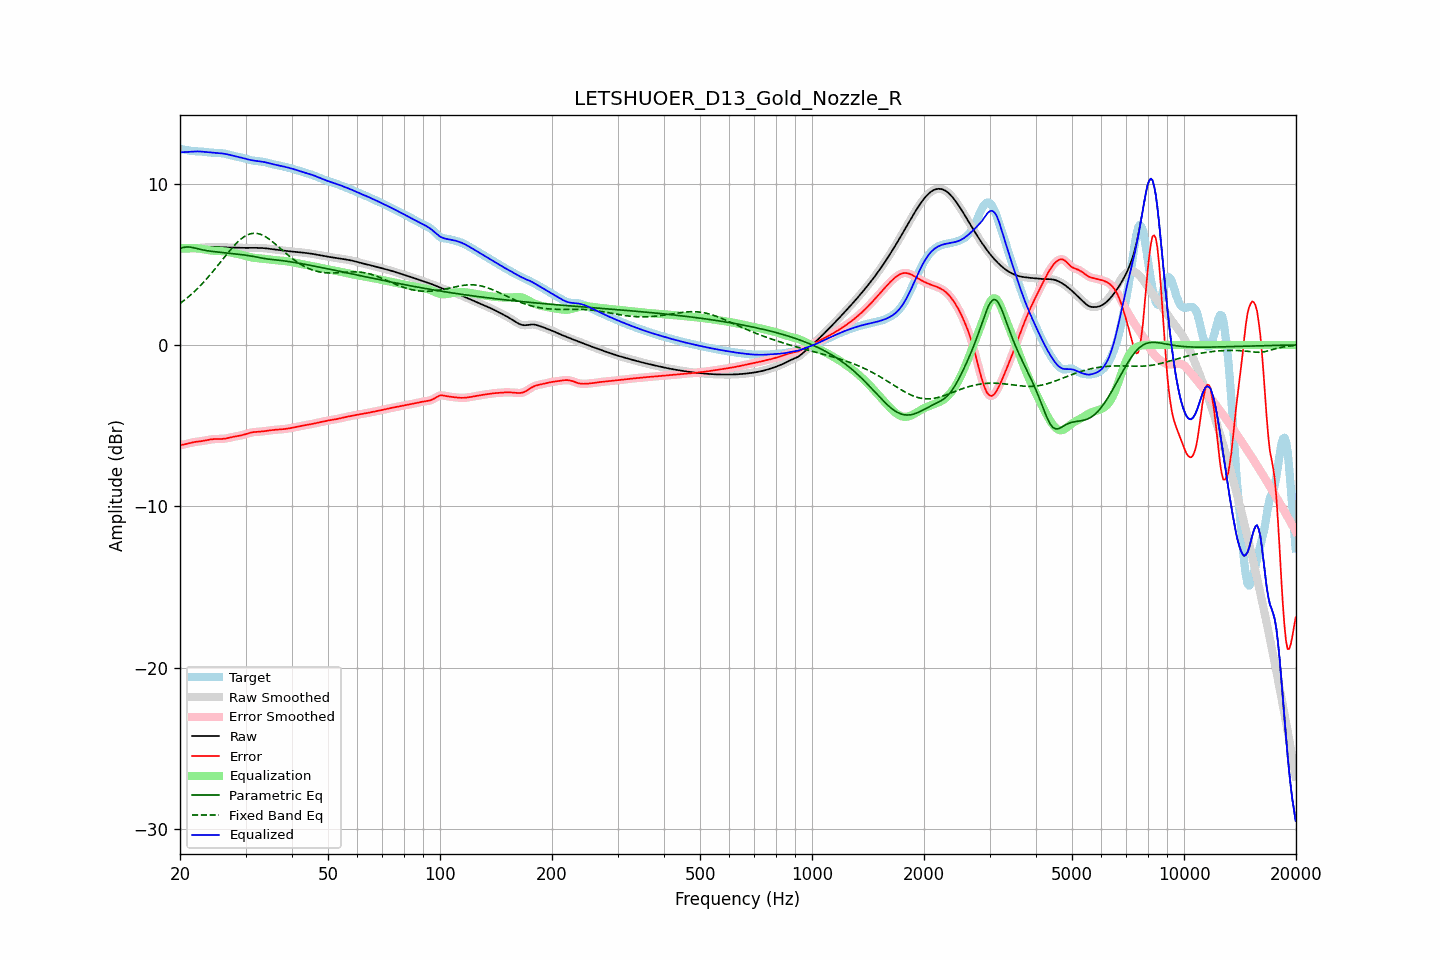 LETSHUOER_D13_Gold_Nozzle_R
Amplitude (dBr)
10
0
−10
−20
−30
Target
Raw Smoothed
Error Smoothed
Raw
Error
Equalization
Parametric Eq
Fixed Band Eq
Equalized
20 50 100 200 500 1000 2000 5000 10000 20000
Frequency (Hz)